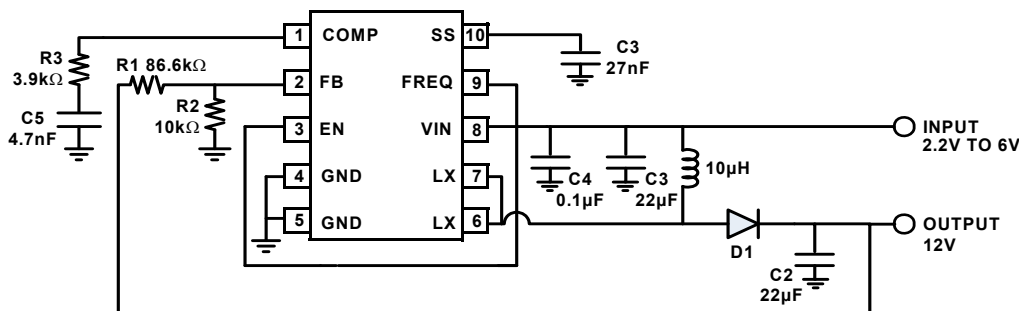 1 COMP SS 10
R3
3.9kΩ
R1 86.6kΩ
C3
27nF
2 FB FREQ 9
R2
10kΩ
C5
4.7nF
3 EN VIN 8
INPUT
2.2V TO 6V
10µH
4 GND LX 7
C4
0.1µF
C3
22µF
5 GND LX 6
D1
OUTPUT
12V
C2
22µF